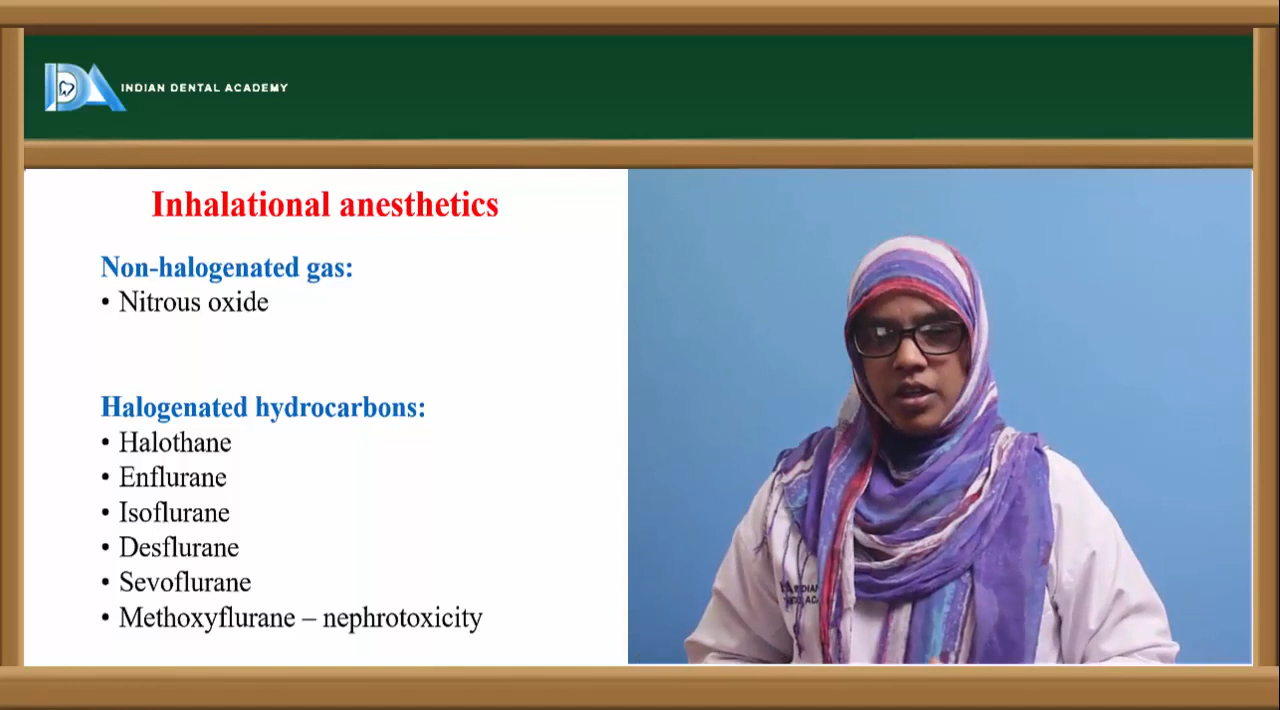 INDIAN DENTAL ACADEMY
Inhalational anesthetics
Non-halogenated gas:
• Nitrous oxide
Halogenated hydrocarbons:
• Halothane
• Enflurane
• Isoflurane
• Desflurane
• Sevoflurane
• Methoxyflurane – nephrotoxicity